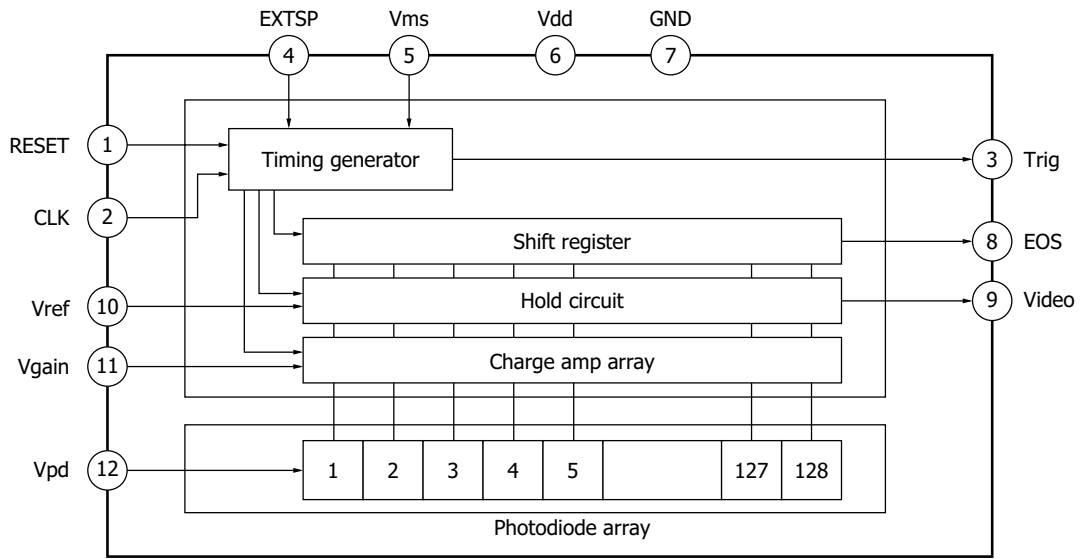 EXTSP Vms Vdd GND
4 5 6 7
RESET 1 Timing generator 3 Trig
CLK 2
Shift register 8 EOS
Vref 10 Hold circuit 9 Video
Vgain 11 Charge amp array
Vpd 12 1 2 3 4 5 127 128
Photodiode array